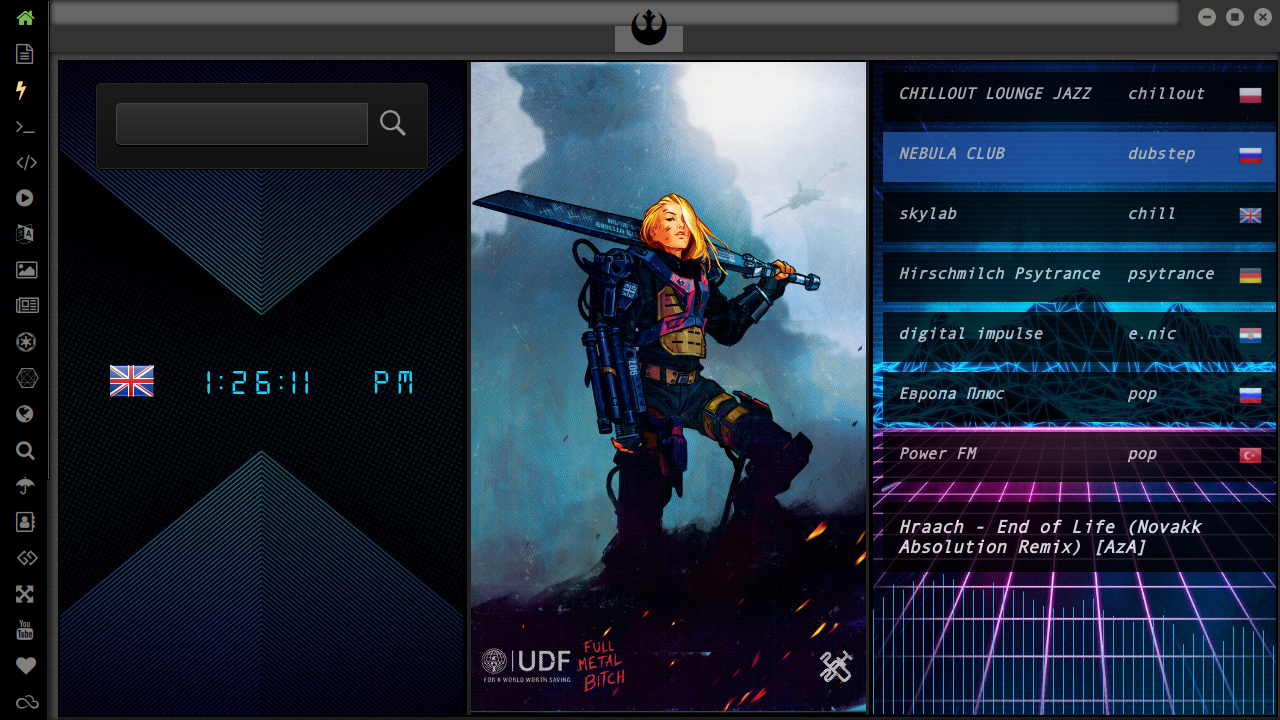 1:26:11 PM
UDF
FOR A WORLD WORTH SAVING
FULL
METAL
BITCH
CHILLOUT LOUNGE JAZZ chillout
NEBULA CLUB dubstep
skylab chill
Hirschmilch Psytrance psytrance
digital impulse e.nic
Европа Плюс pop
Power FM pop
Hraach - End of Life (Novakk
Absolution Remix) [AzA]
You
Tube